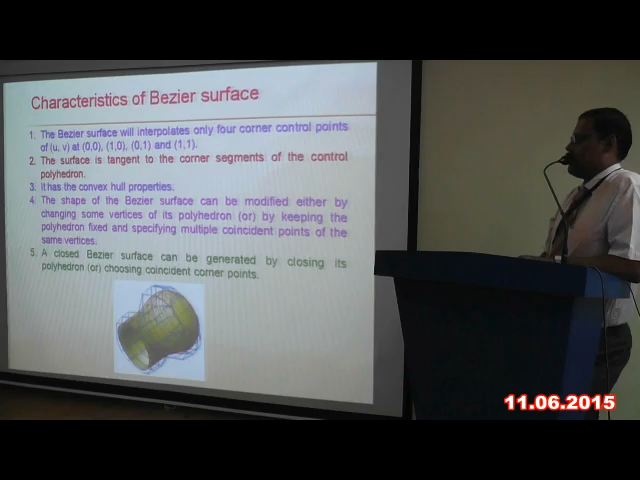 Characteristics of Bezier surface
1. The Bezier surface will interpolates only four corner control points
of (u, v) at (0,0), (1,0), (0,1) and (1,1).
2. The surface is tangent to the corner segments of the control
polyhedron.
3. It has the convex hull properties.
4. The shape of the Bezier surface can be modified either by
changing some vertices of its polyhedron (or) by keeping the
polyhedron fixed and specifying multiple coincident points of the
same vertices.
5. A closed Bezier surface can be generated by closing its
polyhedron (or) choosing coincident corner points.
11.06.2015